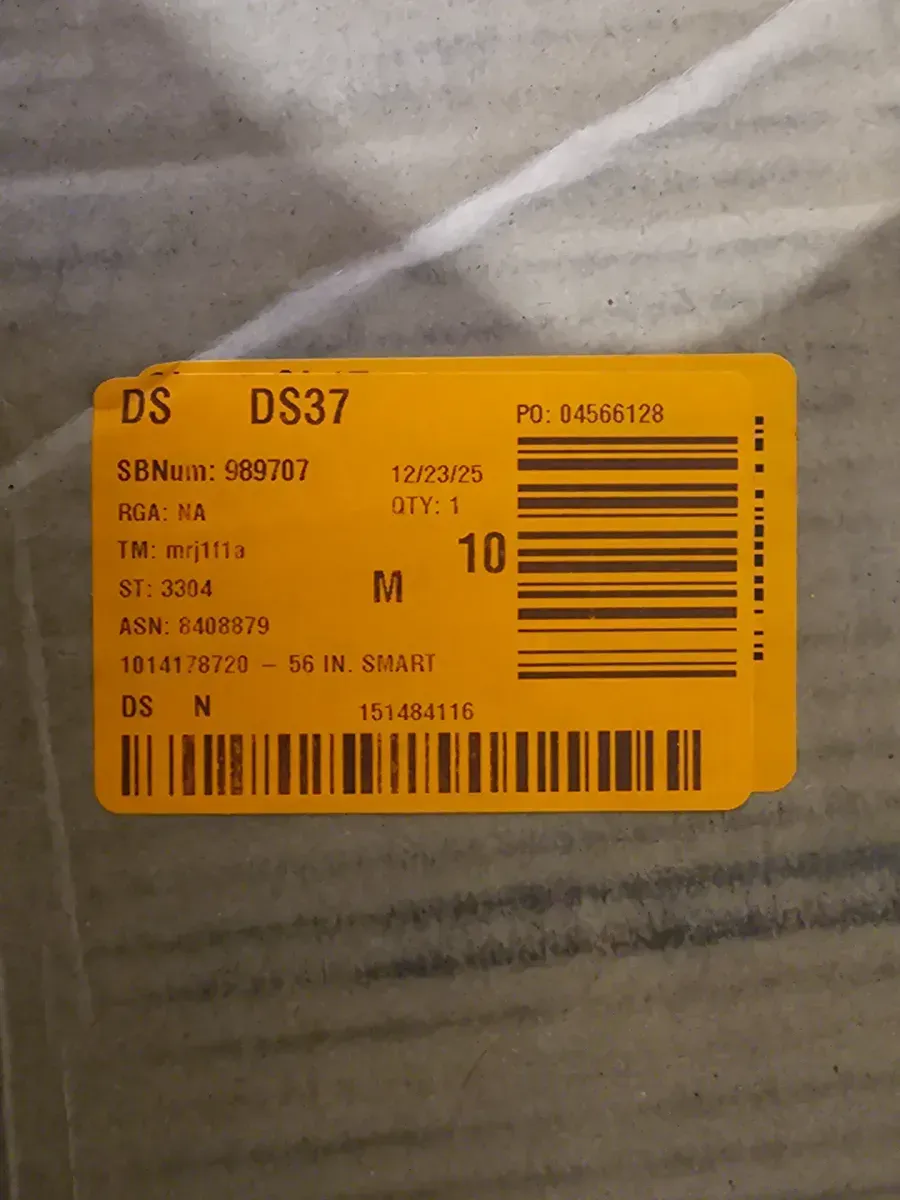 DS DS37
PO: 04566128
SBNum: 989707
12/23/25
RGA: NA
QTY: 1
TM: mrj1f1a
10
ST: 3304
M
ASN: 8408879
1014178720 – 56 IN. SMART
DS N
151484116